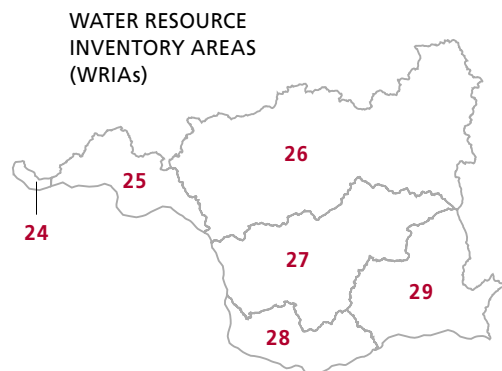 WATER RESOURCE
INVENTORY AREAS
(WRIAs)
26
25
24
27
29
28